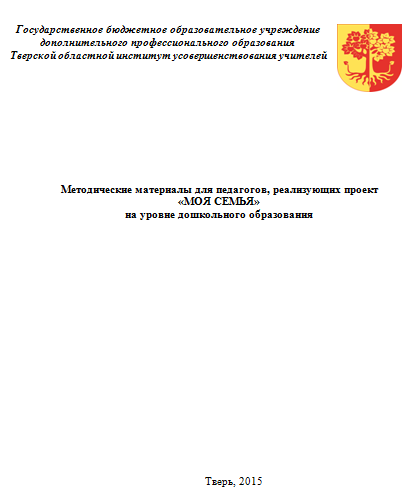 Государственное бюджетное образовательное учреждение
дополнительного профессионального образования
Тверской областной институт усовершенствования учителей
Методические материалы для педагогов, реализующих проект
«МОЯ СЕМЬЯ»
на уровне дошкольного образования
Тверь, 2015